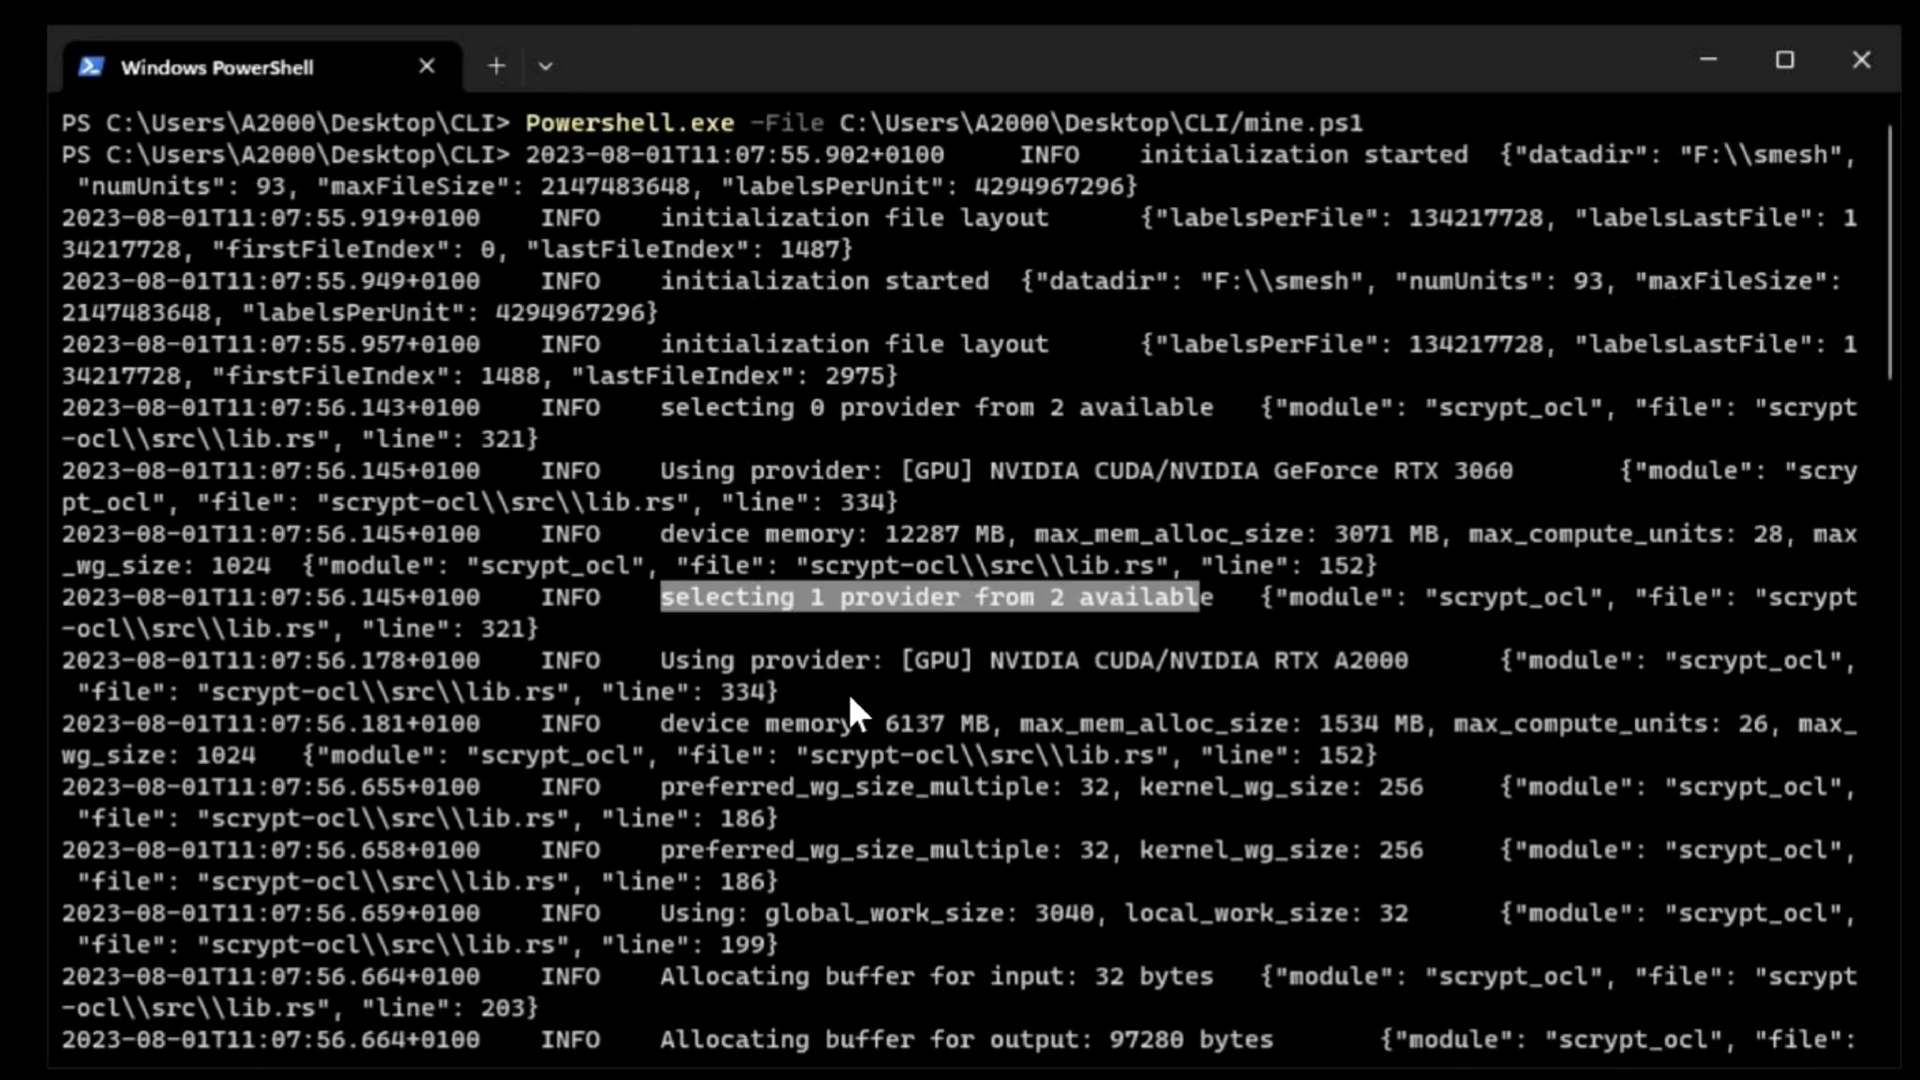 Windows PowerShell
PS C:\Users\A2000\Desktop\CLI> Powershell.exe -File C:\Users\A2000\Desktop\CLI/mine.ps1
PS C:\Users\A2000\Desktop\CLI> 2023-08-01T11:07:55.902+0100 INFO initialization started {"datadir": "F:\\smesh",
"numUnits": 93, "maxFileSize": 2147483648, "labelsPerUnit": 4294967296}
2023-08-01T11:07:55.919+0100 INFO initialization file layout {"labelsPerFile": 134217728, "labelsLastFile": 1
34217728, "firstFileIndex": 0, "lastFileIndex": 1487}
2023-08-01T11:07:55.949+0100 INFO initialization started {"datadir": "F:\\smesh", "numUnits": 93, "maxFileSize":
2147483648, "labelsPerUnit": 4294967296}
2023-08-01T11:07:55.957+0100 INFO initialization file layout {"labelsPerFile": 134217728, "labelsLastFile": 1
34217728, "firstFileIndex": 1488, "lastFileIndex": 2975}
2023-08-01T11:07:56.143+0100 INFO selecting 0 provider from 2 available {"module": "scrypt_ocl", "file": "scrypt
-ocl\\src\\lib.rs", "line": 321}
2023-08-01T11:07:56.145+0100 INFO Using provider: [GPU] NVIDIA CUDA/NVIDIA GeForce RTX 3060 {"module": "scry
pt_ocl", "file": "scrypt-ocl\\src\\lib.rs", "line": 334}
2023-08-01T11:07:56.145+0100 INFO device memory: 12287 MB, max_mem_alloc_size: 3071 MB, max_compute_units: 28, max
_wg_size: 1024 {"module": "scrypt_ocl", "file": "scrypt-ocl\\src\\lib.rs", "line": 152}
2023-08-01T11:07:56.145+0100 INFO selecting 1 provider from 2 available {"module": "scrypt_ocl", "file": "scrypt
-ocl\\src\\lib.rs", "line": 321}
2023-08-01T11:07:56.178+0100 INFO Using provider: [GPU] NVIDIA CUDA/NVIDIA RTX A2000 {"module": "scrypt_ocl",
"file": "scrypt-ocl\\src\\lib.rs", "line": 334}
2023-08-01T11:07:56.181+0100 INFO device memory: 6137 MB, max_mem_alloc_size: 1534 MB, max_compute_units: 26, max_
wg_size: 1024 {"module": "scrypt_ocl", "file": "scrypt-ocl\\src\\lib.rs", "line": 152}
2023-08-01T11:07:56.655+0100 INFO preferred_wg_size_multiple: 32, kernel_wg_size: 256 {"module": "scrypt_ocl",
"file": "scrypt-ocl\\src\\lib.rs", "line": 186}
2023-08-01T11:07:56.658+0100 INFO preferred_wg_size_multiple: 32, kernel_wg_size: 256 {"module": "scrypt_ocl",
"file": "scrypt-ocl\\src\\lib.rs", "line": 186}
2023-08-01T11:07:56.659+0100 INFO Using: global_work_size: 3040, local_work_size: 32 {"module": "scrypt_ocl",
"file": "scrypt-ocl\\src\\lib.rs", "line": 199}
2023-08-01T11:07:56.664+0100 INFO Allocating buffer for input: 32 bytes {"module": "scrypt_ocl", "file": "scrypt
-ocl\\src\\lib.rs", "line": 203}
2023-08-01T11:07:56.664+0100 INFO Allocating buffer for output: 97280 bytes {"module": "scrypt_ocl", "file":